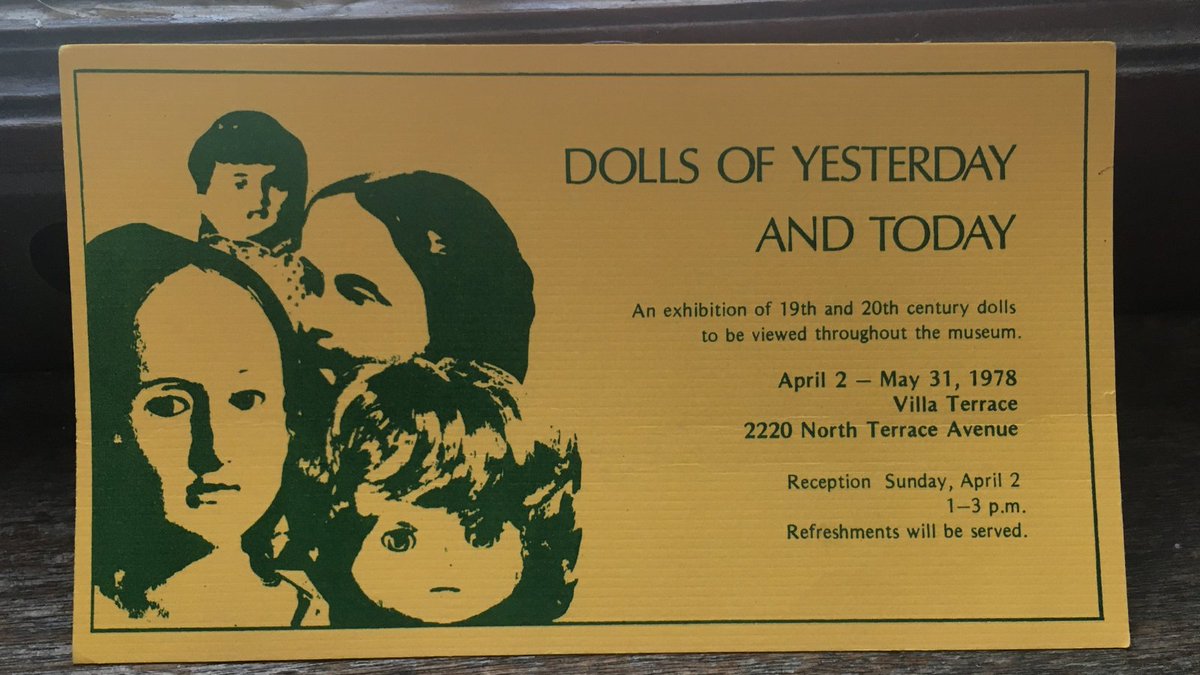 DOLLS OF YESTERDAY
AND TODAY
An exhibition of 19th and 20th century dolls
to be viewed throughout the museum.
April 2 – May 31, 1978
Villa Terrace
2220 North Terrace Avenue
Reception Sunday, April 2
1–3 p.m.
Refreshments will be served.